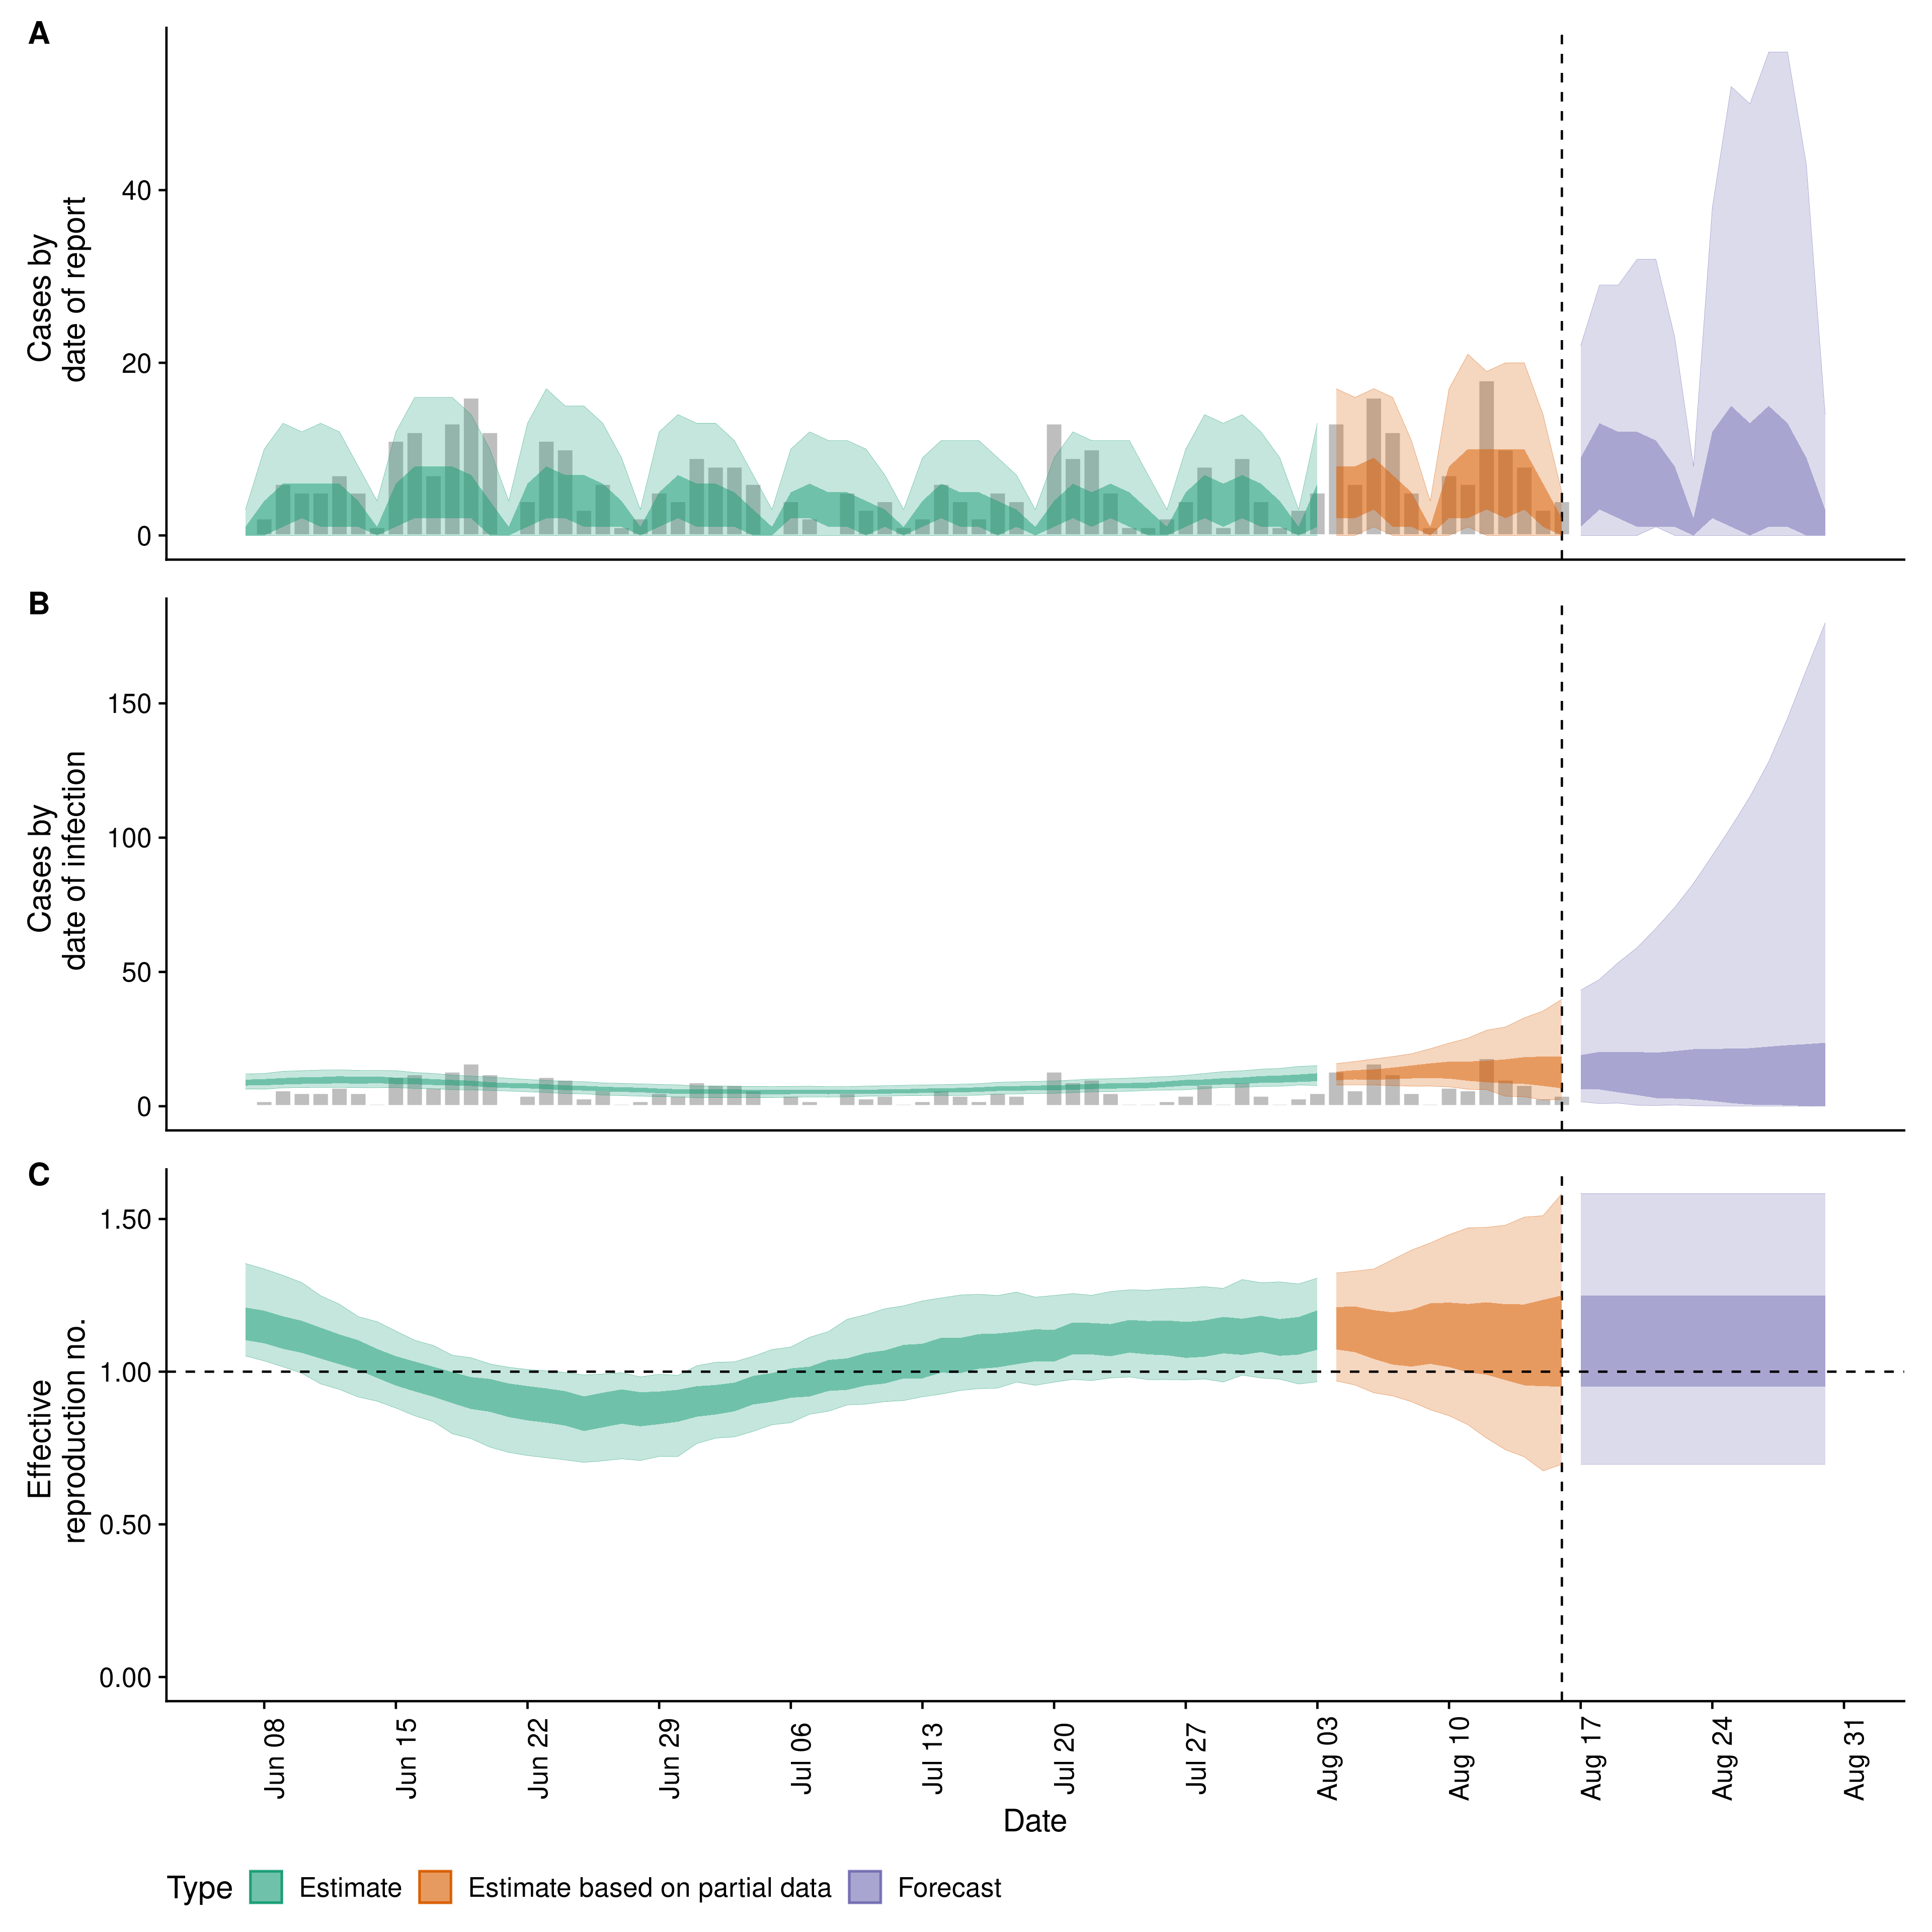 A
Cases by
date of report
40
20
0
B
Cases by
date of infection
150
100
50
0
C
Effective
reproduction no.
1.50
1.00
0.50
0.00
Jun 08
Jun 15
Jun 22
Jun 29
Jul 06
Jul 13
Jul 20
Jul 27
Aug 03
Aug 10
Aug 17
Aug 24
Aug 31
Date
Type Estimate Estimate based on partial data Forecast